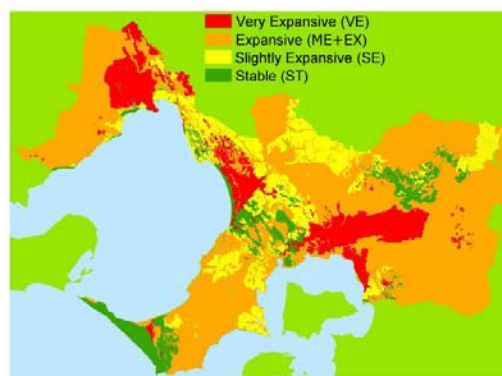 Very Expansive (VE)
Expansive (ME+EX)
Slightly Expansive (SE)
Stable (ST)